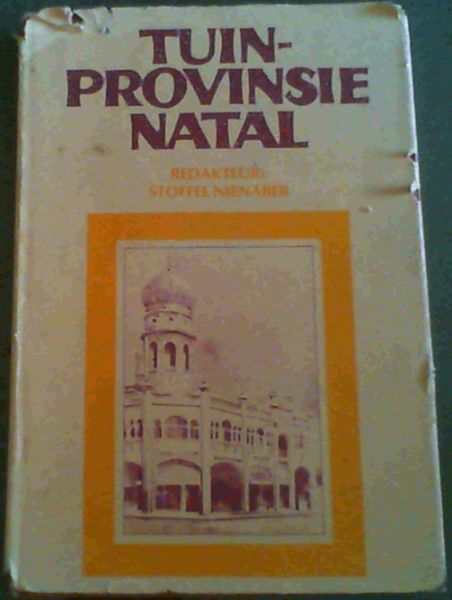 TUIN-
PROVINSIE
NATAL
REDAKTEUR:
STOFFEL NIENABER